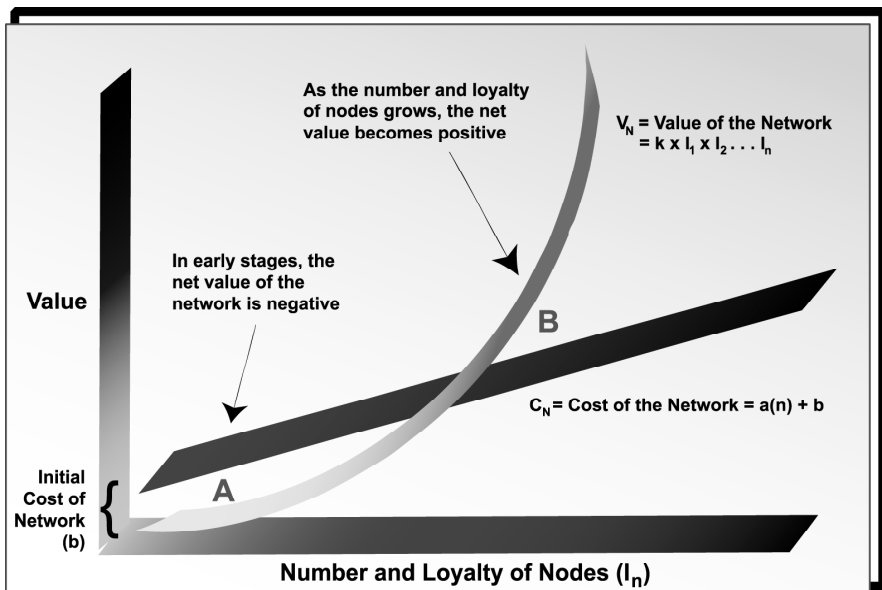 As the number and loyalty
of nodes grows, the net
value becomes positive
V_N = Value of the Network
= k x l_1 x l_2 . . . l_n
In early stages, the
net value of the
network is negative
Value
B
C_N = Cost of the Network = a(n) + b
A
Initial
Cost of
Network
(b)
{
Number and Loyalty of Nodes (l_n)